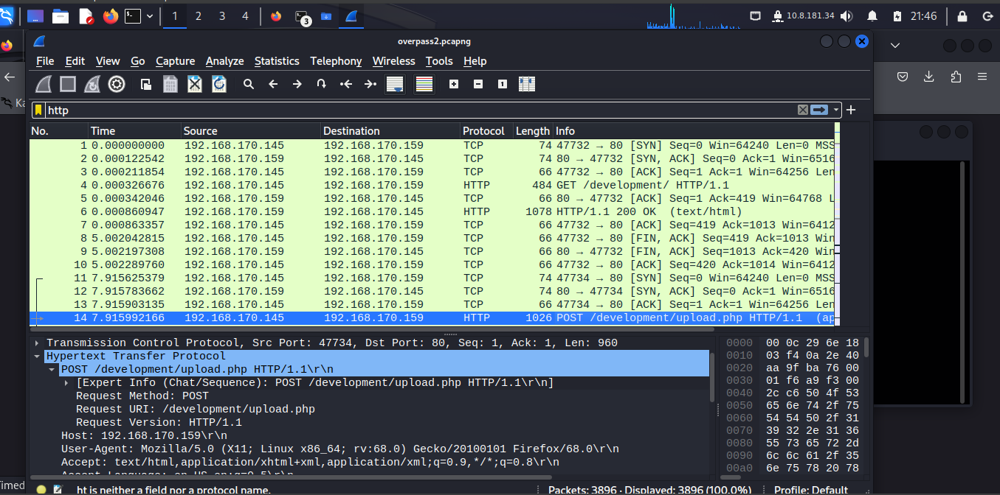 1 2 3 4 3 10.8.181.34 21:46
overpass2.pcapng
File Edit View Go Capture Analyze Statistics Telephony Wireless Tools Help
http
No. Time Source Destination Protocol Length Info
1 0.000000000 192.168.170.145 192.168.170.159 TCP 74 47732 → 80 [SYN] Seq=0 Win=64240 Len=0 MSS
2 0.000122542 192.168.170.159 192.168.170.145 TCP 74 80 → 47732 [SYN, ACK] Seq=0 Ack=1 Win=6516
3 0.000211854 192.168.170.145 192.168.170.159 TCP 66 47732 → 80 [ACK] Seq=1 Ack=1 Win=64256 Len
4 0.000326676 192.168.170.145 192.168.170.159 HTTP 484 GET /development/ HTTP/1.1
5 0.000342046 192.168.170.159 192.168.170.145 TCP 66 80 → 47732 [ACK] Seq=1 Ack=419 Win=64768 L
6 0.000860947 192.168.170.159 192.168.170.145 HTTP 1078 HTTP/1.1 200 OK (text/html)
7 0.000863357 192.168.170.145 192.168.170.159 TCP 66 47732 → 80 [ACK] Seq=419 Ack=1013 Win=6412
8 5.002042815 192.168.170.145 192.168.170.159 TCP 66 47732 → 80 [FIN, ACK] Seq=419 Ack=1013 Win
9 5.002197308 192.168.170.159 192.168.170.145 TCP 66 80 → 47732 [FIN, ACK] Seq=1013 Ack=420 Win
10 5.002289760 192.168.170.145 192.168.170.159 TCP 66 47732 → 80 [ACK] Seq=420 Ack=1014 Win=6412
11 7.915625379 192.168.170.145 192.168.170.159 TCP 74 47734 → 80 [SYN] Seq=0 Win=64240 Len=0 MSS
12 7.915783662 192.168.170.159 192.168.170.145 TCP 74 80 → 47734 [SYN, ACK] Seq=0 Ack=1 Win=6516
13 7.915903135 192.168.170.145 192.168.170.159 TCP 66 47734 → 80 [ACK] Seq=1 Ack=1 Win=64256 Len
14 7.915992166 192.168.170.145 192.168.170.159 HTTP 1026 POST /development/upload.php HTTP/1.1 (ap
Transmission Control Protocol, Src Port: 47734, Dst Port: 80, Seq: 1, Ack: 1, Len: 960
Hypertext Transfer Protocol
POST /development/upload.php HTTP/1.1\r\n
[Expert Info (Chat/Sequence): POST /development/upload.php HTTP/1.1\r\n]
Request Method: POST
Request URI: /development/upload.php
Request Version: HTTP/1.1
Host: 192.168.170.159\r\n
User-Agent: Mozilla/5.0 (X11; Linux x86_64; rv:68.0) Gecko/20100101 Firefox/68.0\r\n
Accept: text/html,application/xhtml+xml,application/xml;q=0.9,*/*;q=0.8\r\n
Accept-Language: en-US,en;q=0.5\r\n
0000 00 0c 29 6e 18
0010 03 f4 0a 2e 40
0020 aa 9f ba 76 00
0030 01 f6 a9 f3 00
0040 2c c6 50 4f 53
0050 65 6e 74 2f 75
0060 54 54 50 2f 31
0070 39 32 2e 31 36
0080 55 73 65 72 2d
0090 6c 6c 61 2f 35
00a0 6e 75 78 20 78
ht is neither a field nor a protocol name. Packets: 3896 · Displayed: 3896 (100.0%) Profile: Default